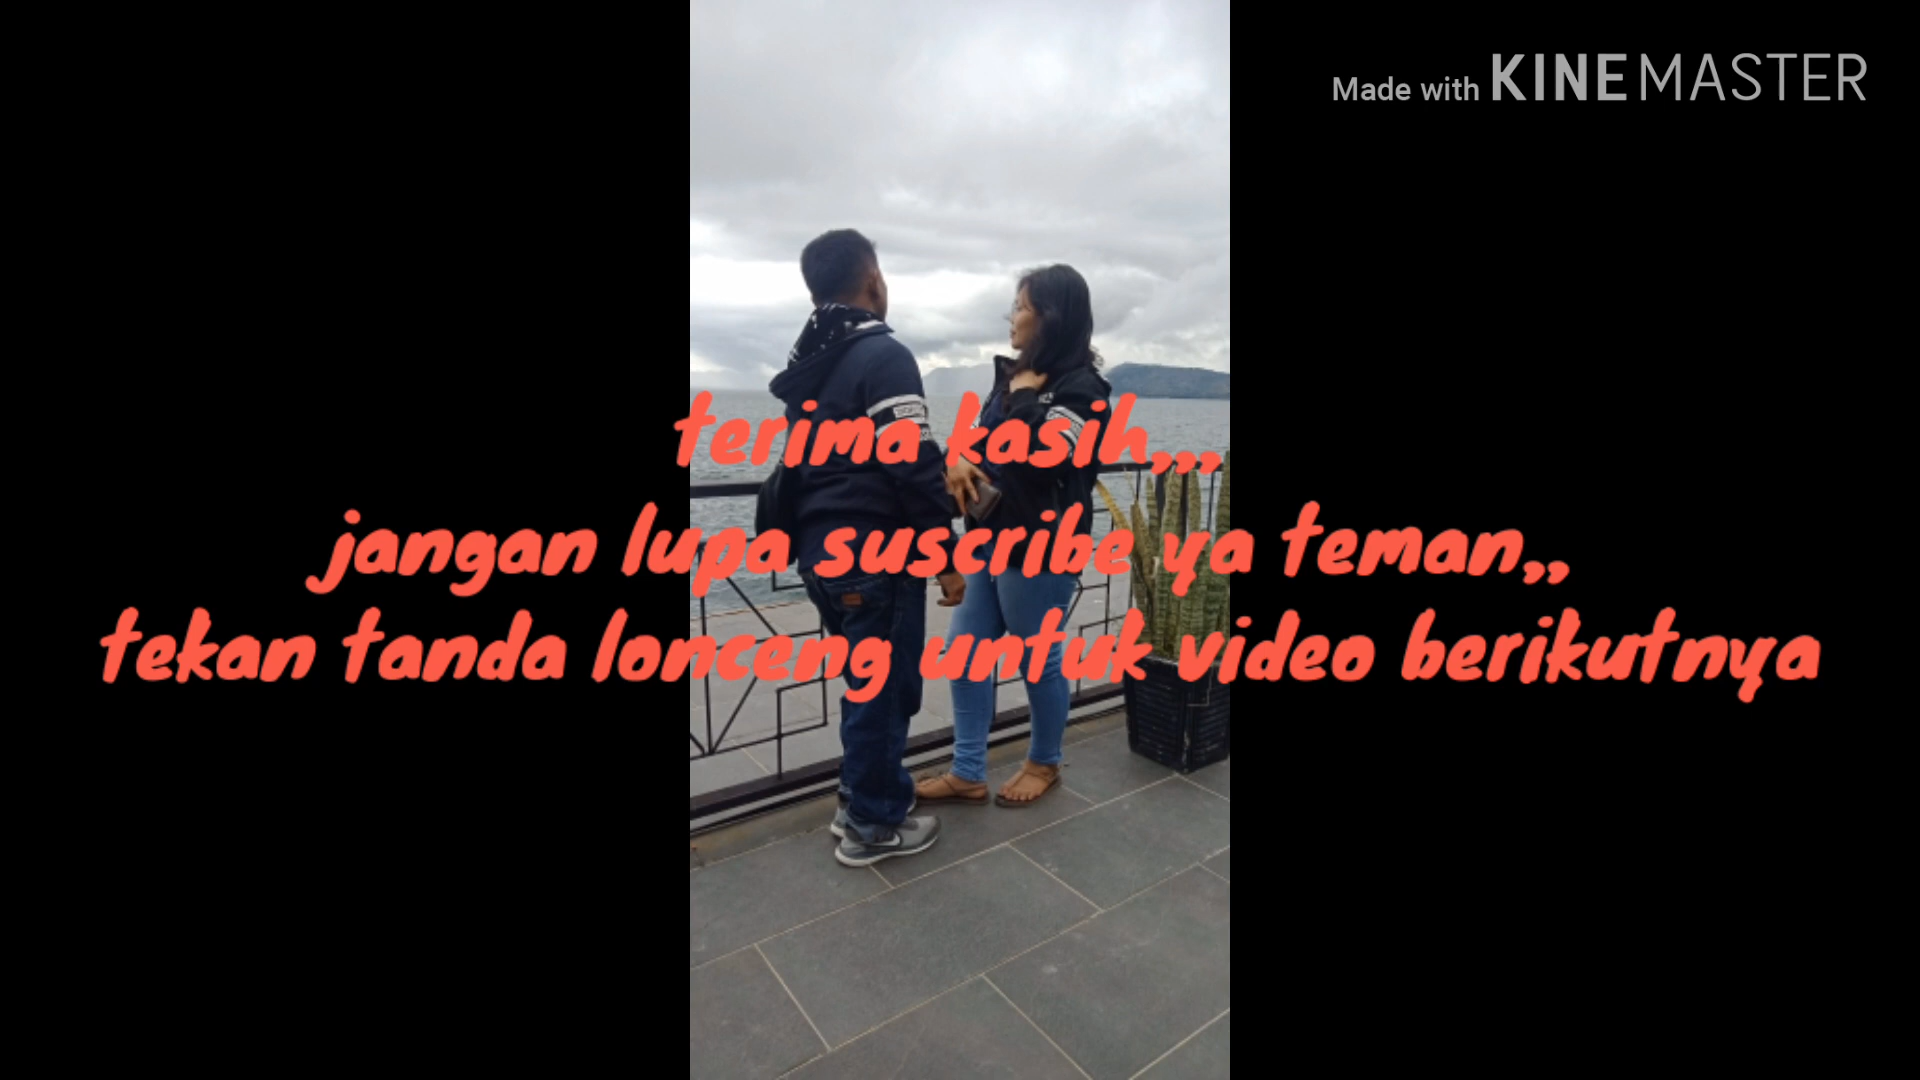 Made with KINEMASTER
terima kasih,,,
jangan lupa suscribe ya teman,,
tekan tanda lonceng untuk video berikutnya